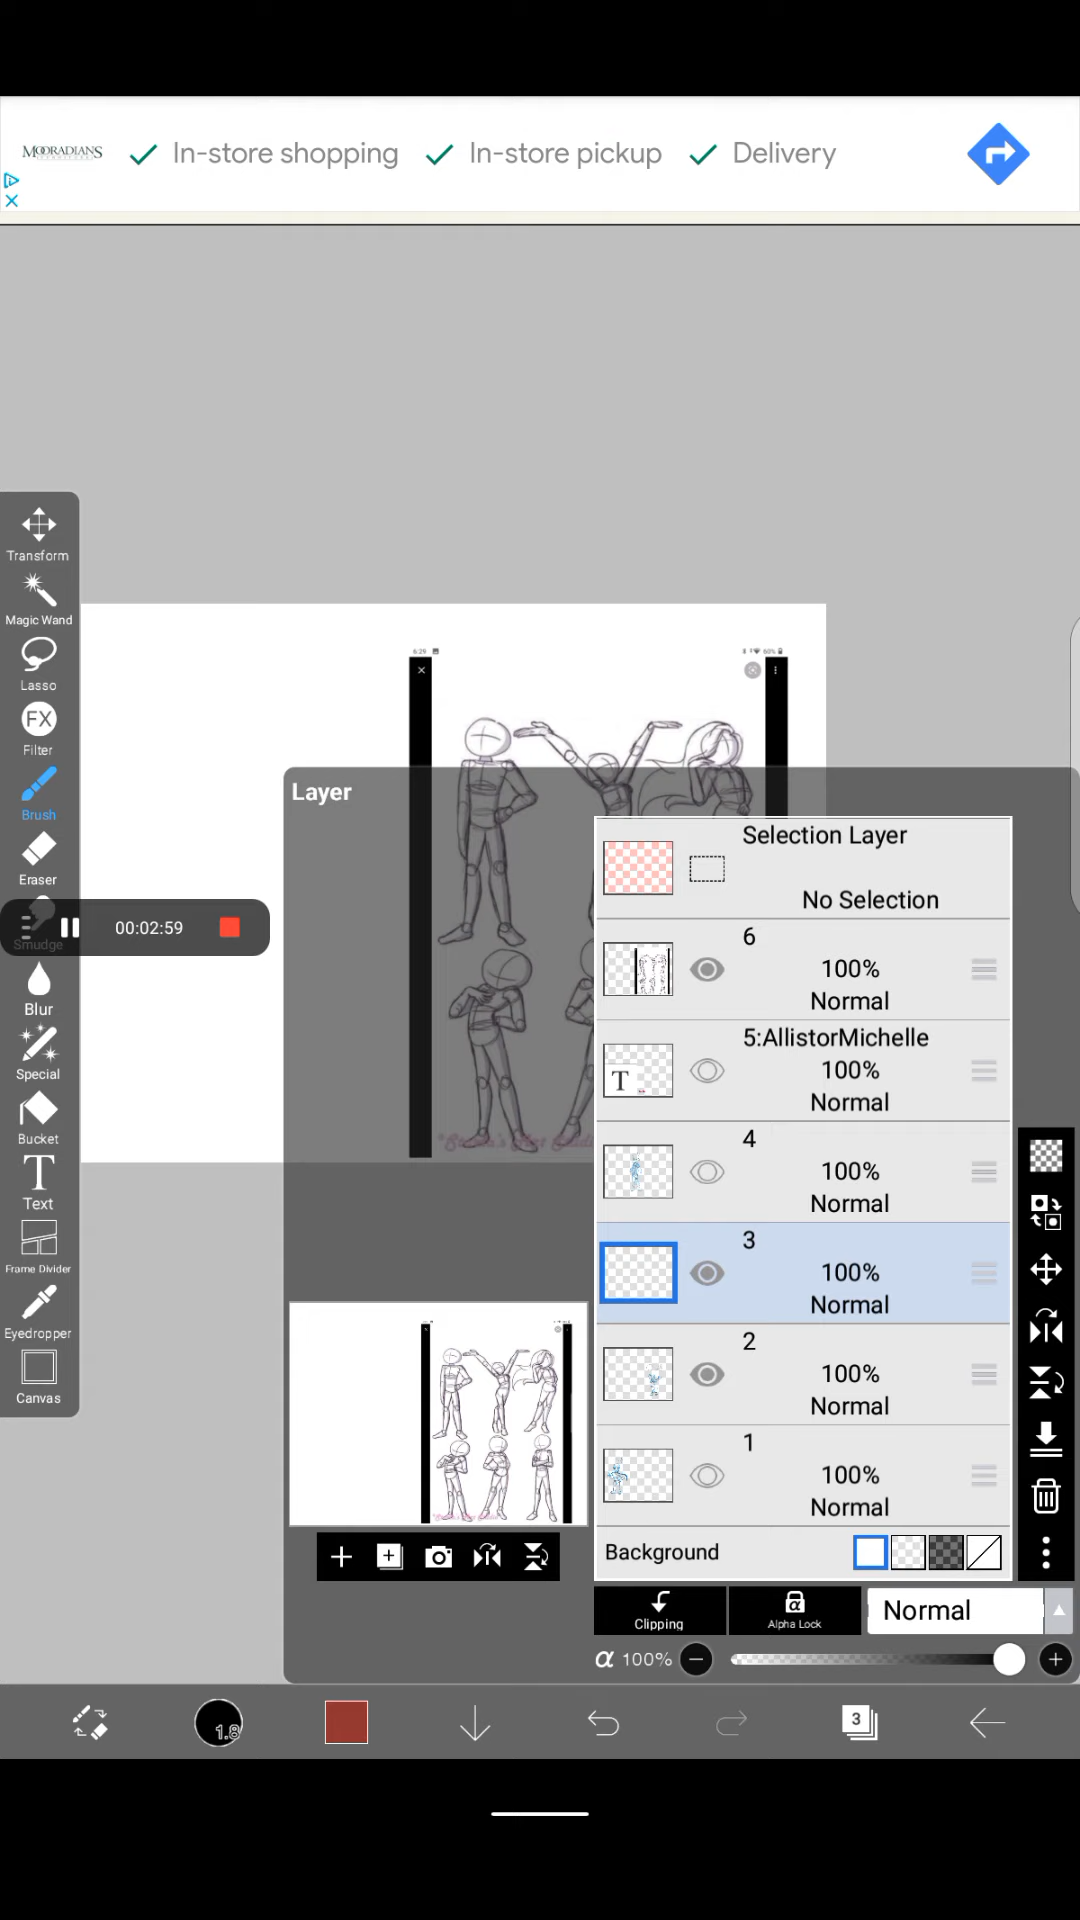 MOORADIANS
In-store shopping
In-store pickup
Delivery
6:29
60%
Transform
Magic Wand
Lasso
FX
Filter
Brush
Eraser
00:02:59
Smudge
Blur
Special
Bucket
T
Text
Frame Divider
Eyedropper
Canvas
Layer
Selection Layer
No Selection
6
100%
Normal
5:AllistorMichelle
T
100%
Normal
4
100%
Normal
3
100%
Normal
2
100%
Normal
1
100%
Normal
Background
Clipping
α
Alpha Lock
Normal
α 100%
1.8
3